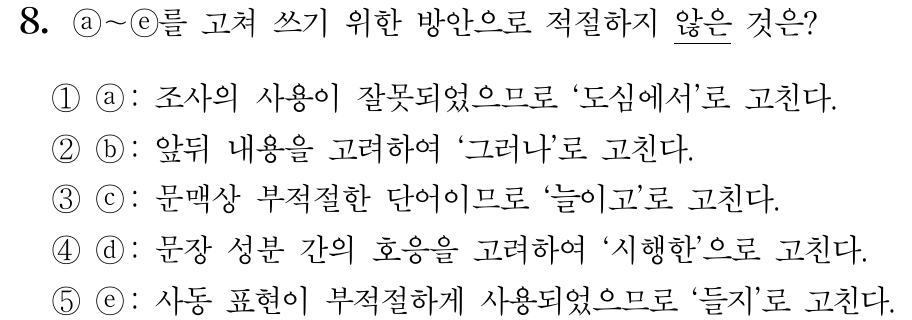 8. ⓐ~ⓔ를 고쳐 쓰기 위한 방안으로 적절하지 않은 것은?
① ⓐ: 조사의 사용이 잘못되었으므로 ‘도심에서’로 고친다.
② ⓑ: 앞뒤 내용을 고려하여 ‘그러나’로 고친다.
③ ⓒ: 문맥상 부적절한 단어이므로 ‘늘이고’로 고친다.
④ ⓓ: 문장 성분 간의 호응을 고려하여 ‘시행한’으로 고친다.
⑤ ⓔ: 사동 표현이 부적절하게 사용되었으므로 ‘들지’로 고친다.